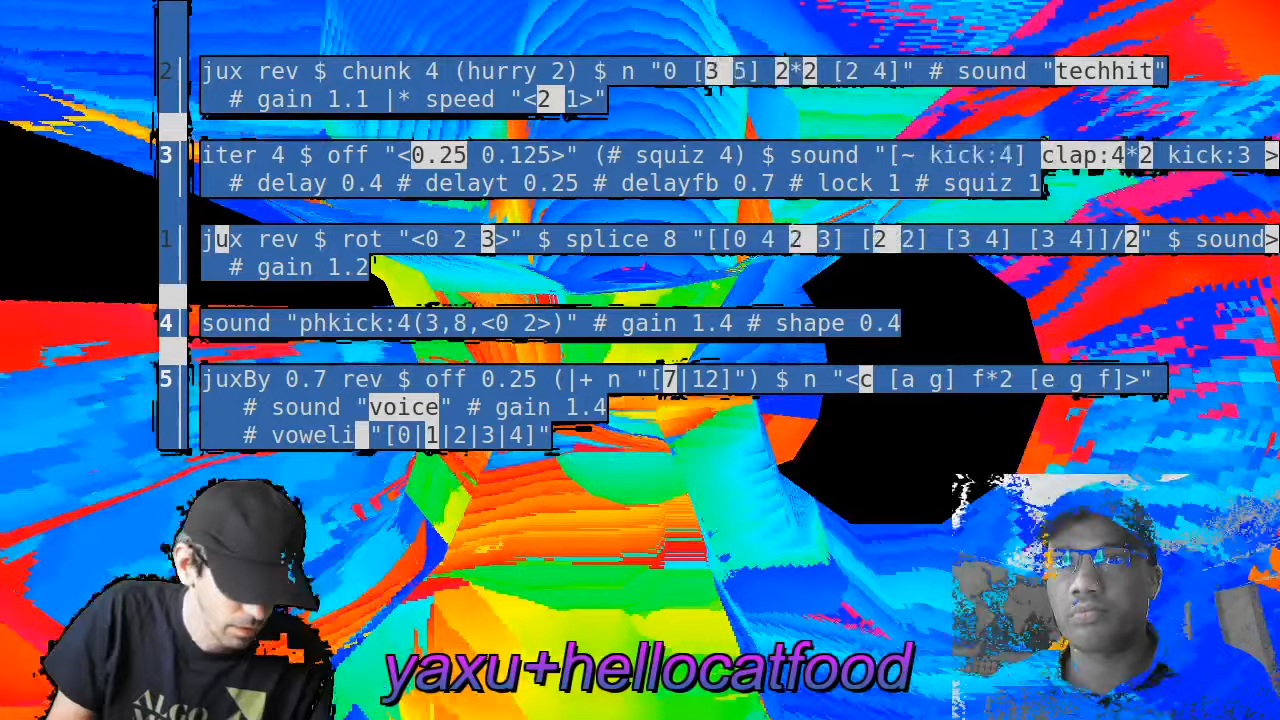 2 jux rev $ chunk 4 (hurry 2) $ n "0 [3 5] 2*2 [2 4]" # sound "techhit"
# gain 1.1 |* speed "<2 1>"
3 iter 4 $ off "<0.25 0.125>" (# squiz 4) $ sound "[~ kick:4] clap:4*2 kick:3 >
# delay 0.4 # delayt 0.25 # delayfb 0.7 # lock 1 # squiz 1
1 jux rev $ rot "<0 2 3>" $ splice 8 "[[0 4 2 3] [2 2] [3 4] [3 4]]/2" $ sound>
# gain 1.2
4 sound "phkick:4(3,8,<0 2>)" # gain 1.4 # shape 0.4
5 juxBy 0.7 rev $ off 0.25 (|+ n "[7|12]") $ n "<c [a g] f*2 [e g f]>"
# sound "voice" # gain 1.4
# voweli "[0|1|2|3|4]"
ALGO
yaxu+hellocatfood